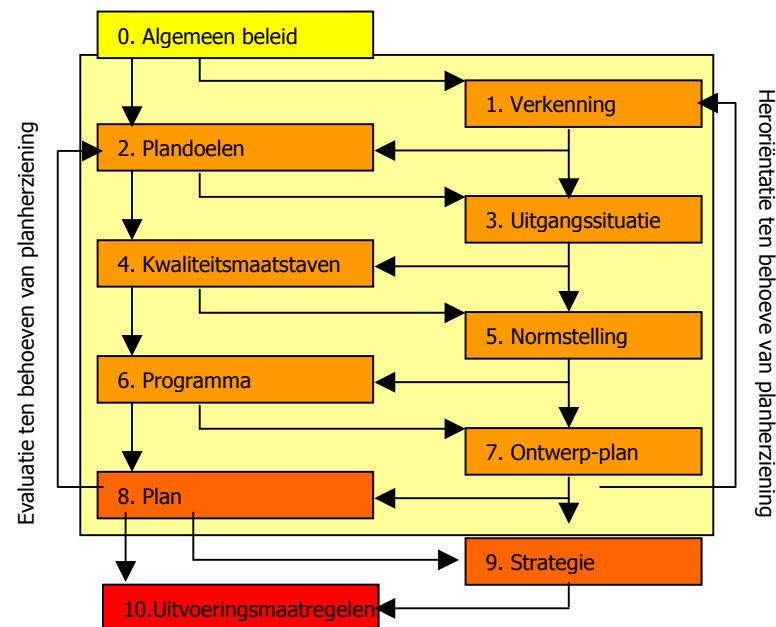 0. Algemeen beleid
1. Verkenning
2. Plandoelen
3. Uitgangssituatie
4. Kwaliteitsmaatstaven
5. Normstelling
6. Programma
7. Ontwerp-plan
8. Plan
9. Strategie
10.Uitvoeringsmaatregelen
Evaluatie ten behoeven van planherziening
Heroriëntatie ten behoeve van planherziening